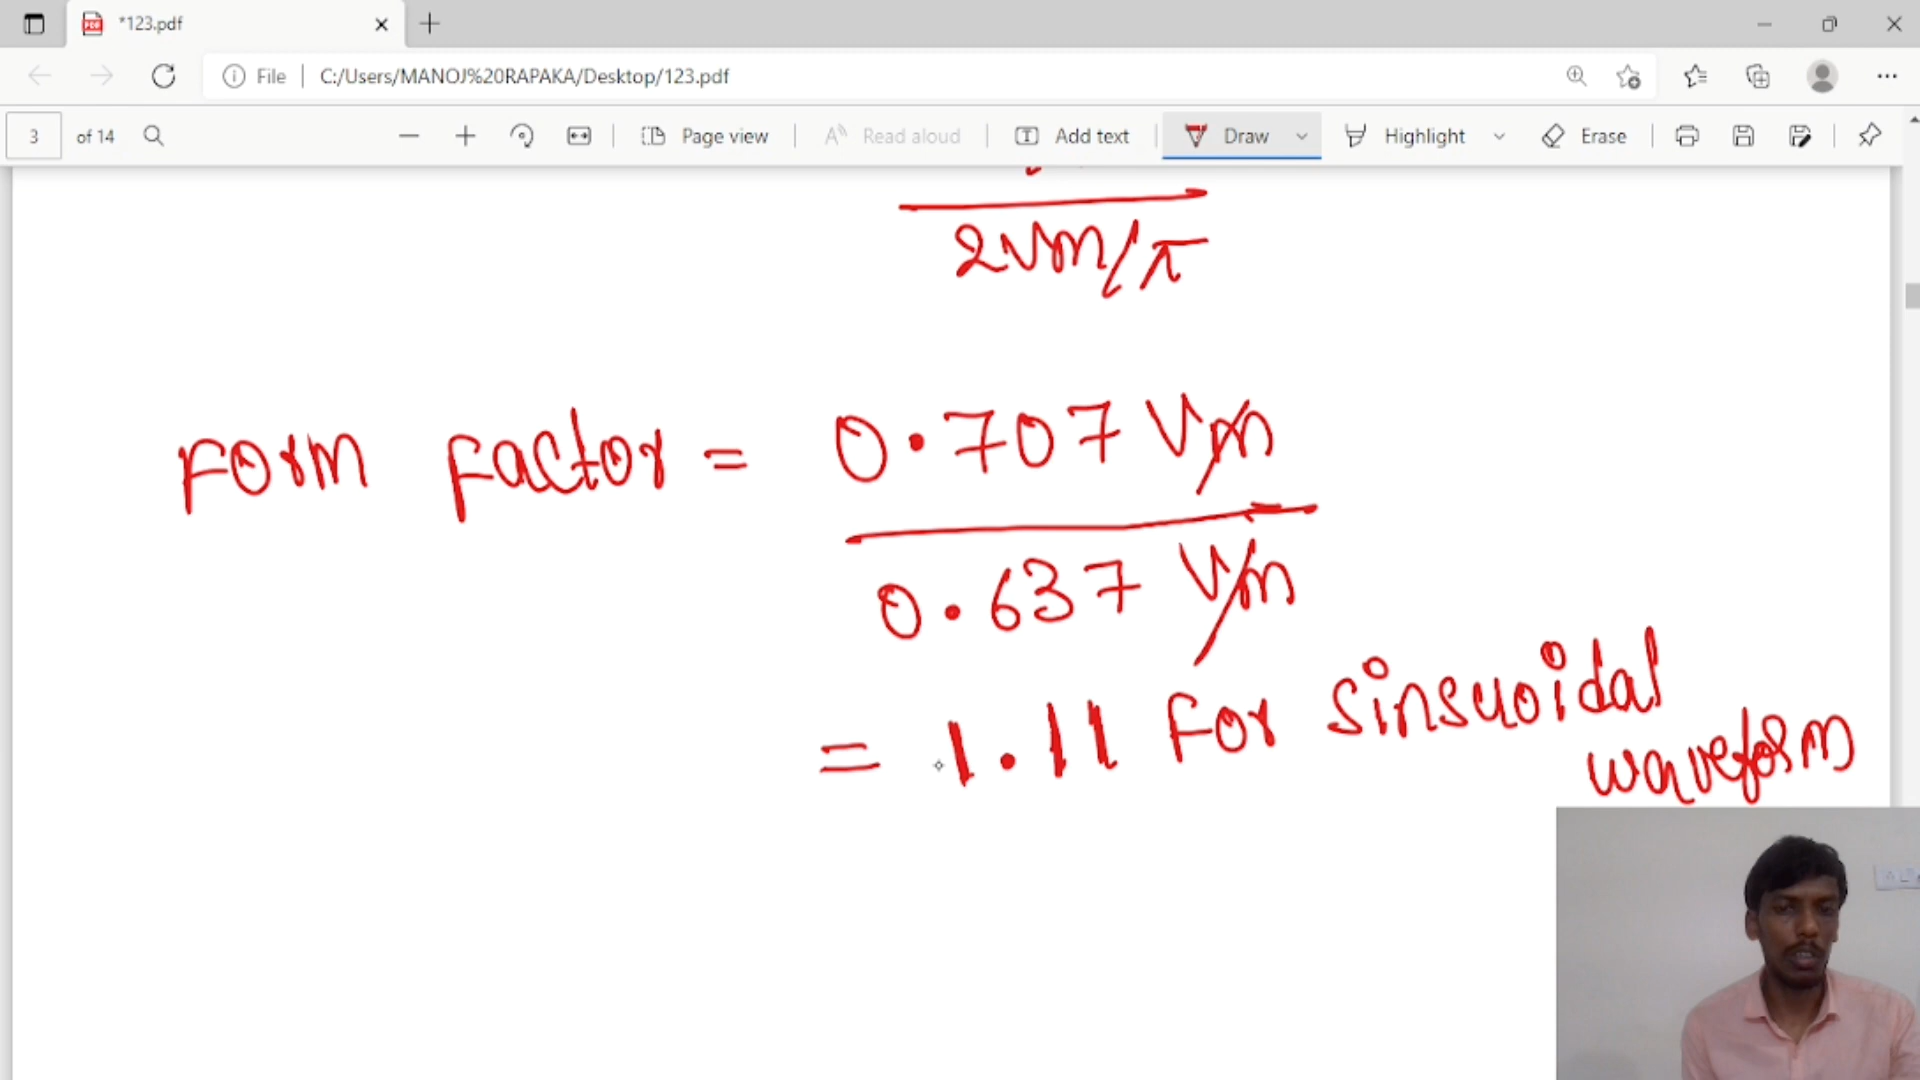 *123.pdf
File
C:/Users/MANOJ%20RAPAKA/Desktop/123.pdf
3 of 14
Page view
Read aloud
Add text
Draw
Highlight
Erase
2Vm/π
Form Factor = 0.707 Vm
0.637 Vm
= 1.11 For sinsuoidal
waveform